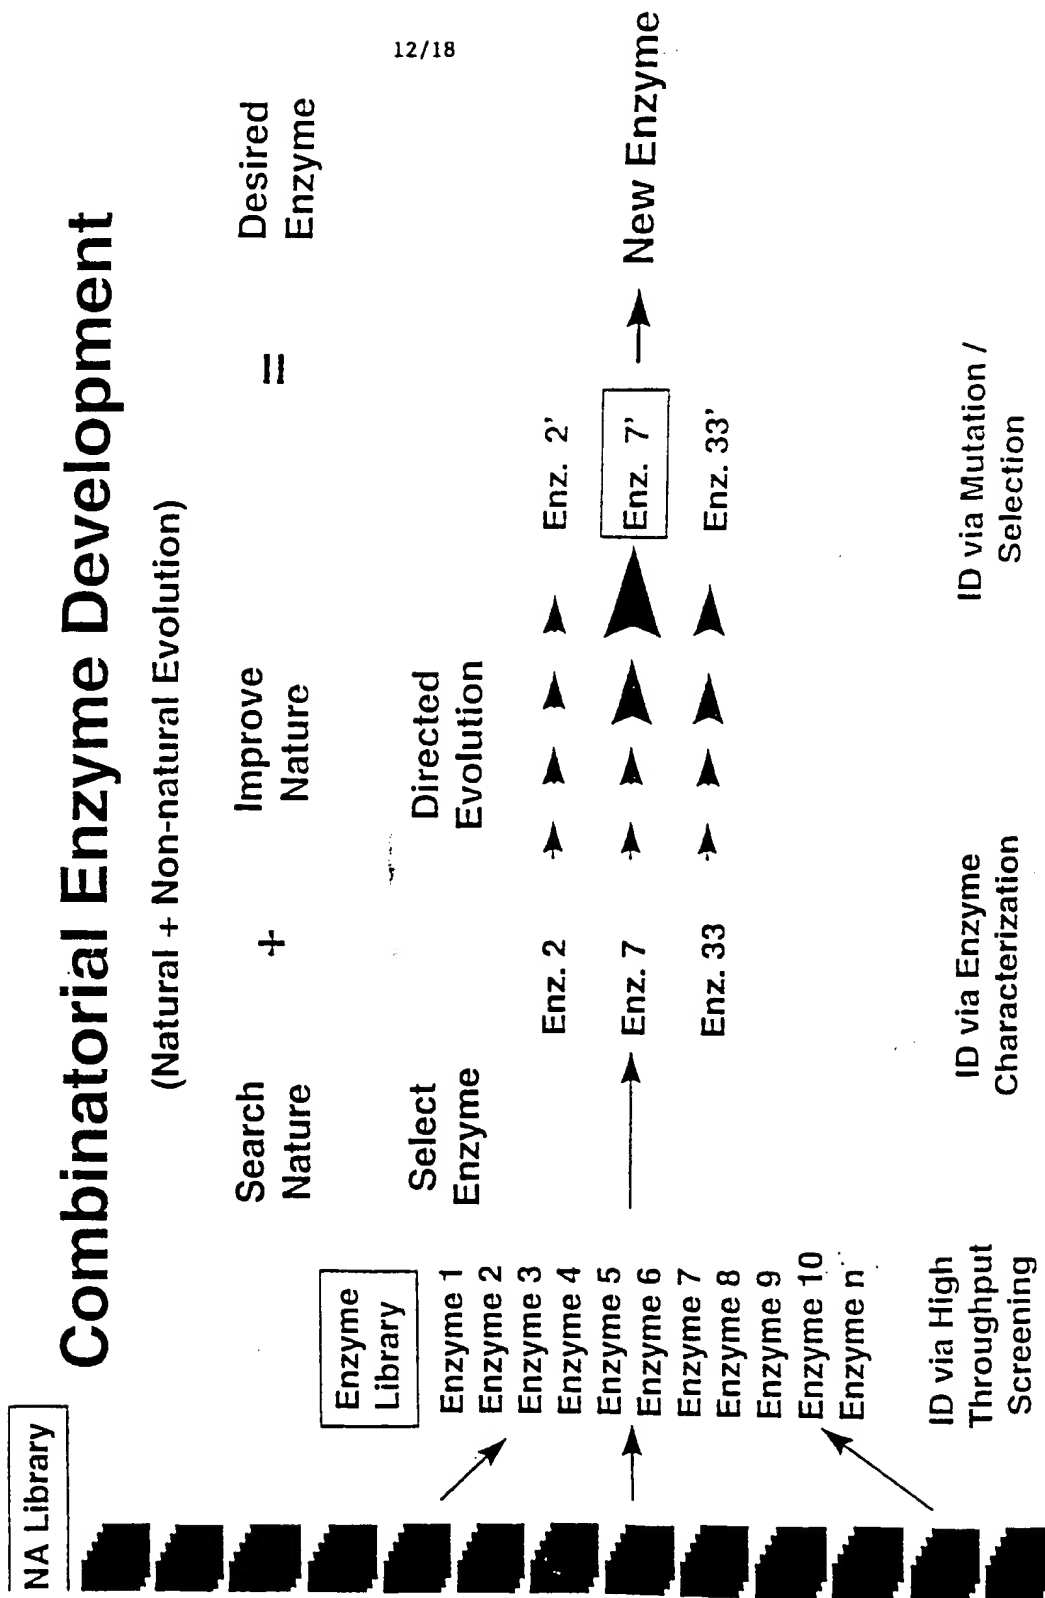 12/18
NA Library
Combinatorial Enzyme Development
(Natural + Non-natural Evolution)
Search
Nature
+
Improve
Nature
=
Desired
Enzyme
Enzyme
Library
Select
Enzyme
Directed
Evolution
Enzyme 1
Enzyme 2
Enzyme 3
Enzyme 4
Enzyme 5
Enzyme 6
Enzyme 7
Enzyme 8
Enzyme 9
Enzyme 10
Enzyme n
Enz. 2
Enz. 7
Enz. 33
Enz. 2'
Enz. 7'
Enz. 33'
New Enzyme
ID via High
Throughput
Screening
ID via Enzyme
Characterization
ID via Mutation /
Selection